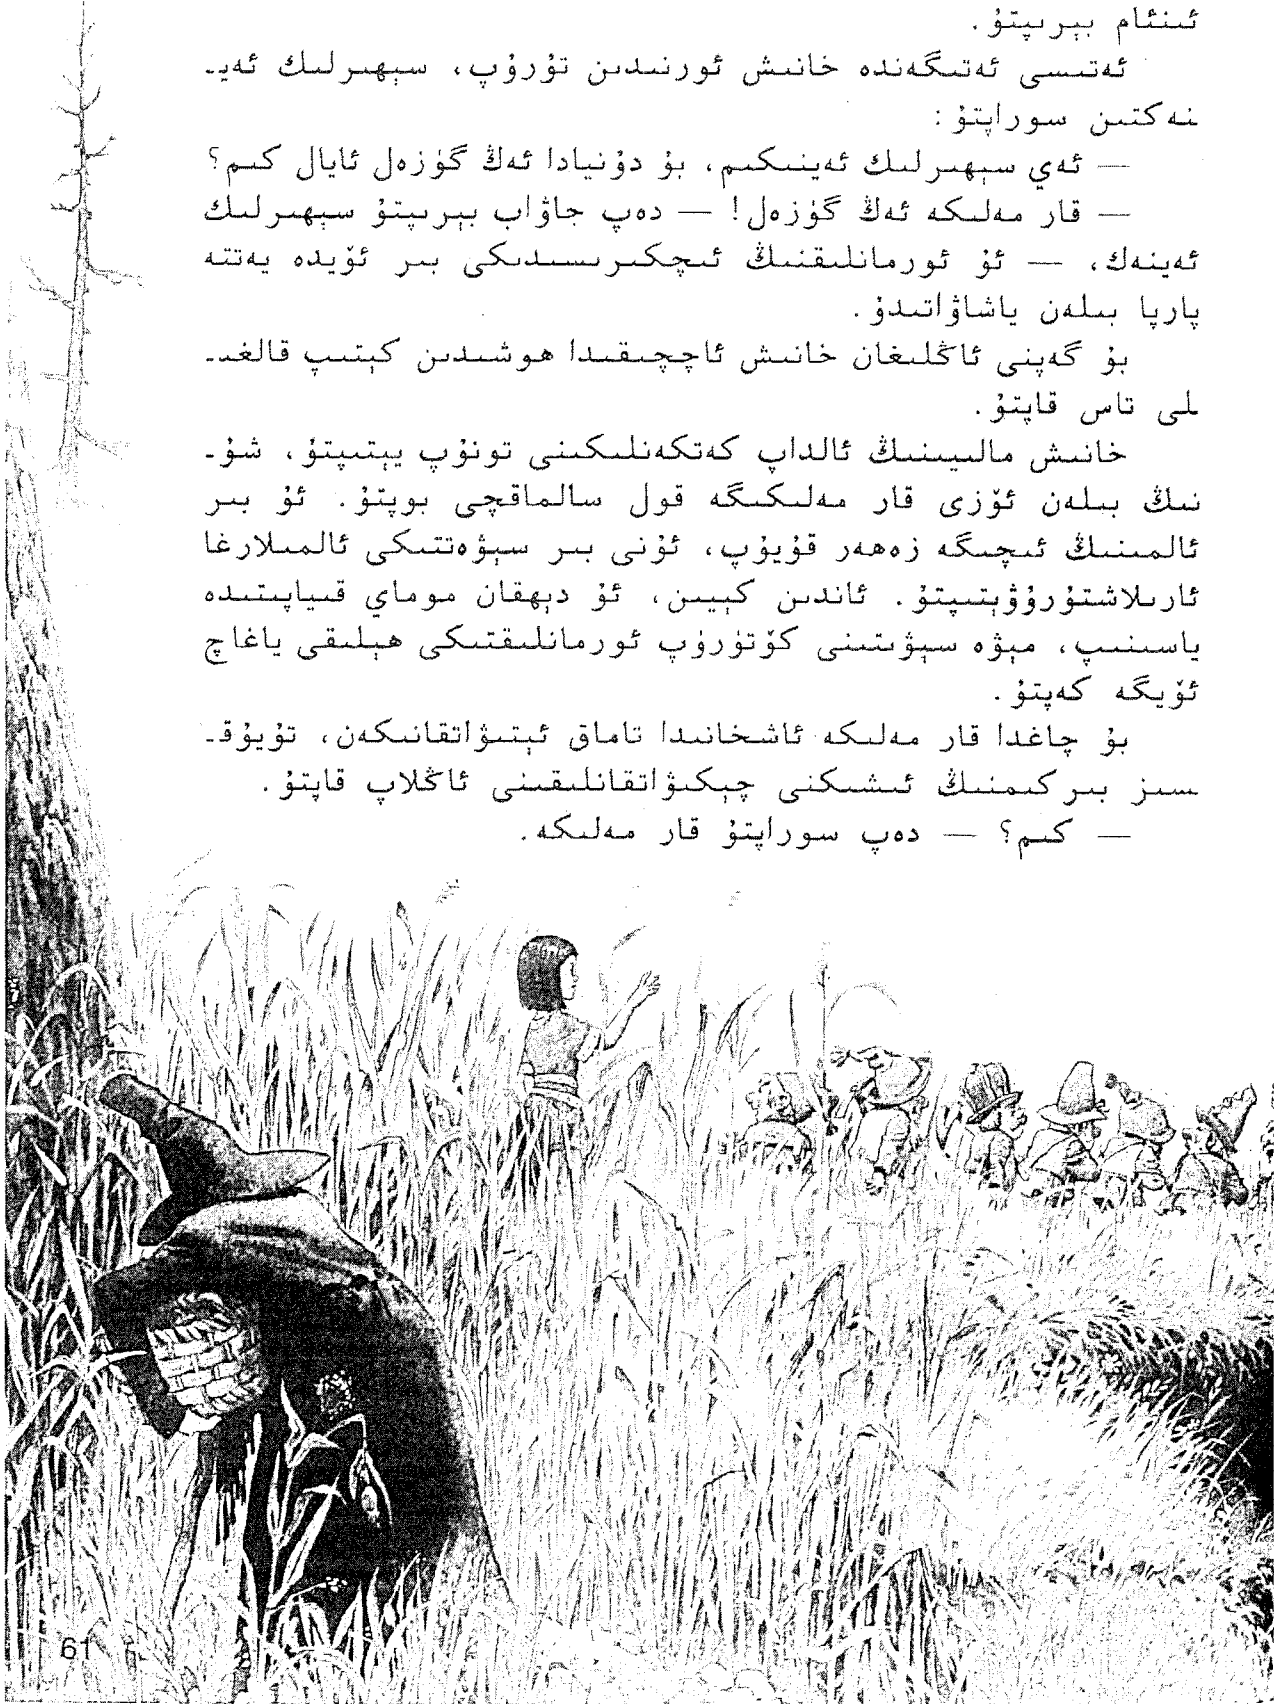 ئىنئام بېرىپتۇ.
ئەتىسى ئەتىگەندە خانىش ئورنىدىن تۇرۇپ، سېھىرلىك ئەيـ
نەكتىن سوراپتۇ:
— ئەي سېھىرلىك ئەينىكىم، بۇ دۇنيادا ئەڭ گۈزەل ئايال كىم؟
— قار مەلىكە ئەڭ گۈزەل! — دەپ جاۋاب بېرىپتۇ سېھىرلىك
ئەينەك، — ئۇ ئورمانلىقنىڭ ئىچكىرىسىدىكى بىر ئۆيدە يەتتە
پارپا بىلەن ياشاۋاتىدۇ.
بۇ گەپنى ئاڭلىغان خانىش ئاچچىقىدا ھوشىدىن كېتىپ قالغىـ
لى تاس قاپتۇ.
خانىش مالىيىنىڭ ئالداپ كەتكەنلىكىنى تونۇپ يېتىپتۇ، شۇـ
نىڭ بىلەن ئۆزى قار مەلىكىگە قول سالماقچى بوپتۇ. ئۇ بىر
ئالمىنىڭ ئىچىگە زەھەر قۇيۇپ، ئۇنى بىر سېۋەتتىكى ئالمىلارغا
ئارىلاشتۇرۇۋېتىپتۇ. ئاندىن كېيىن، ئۇ دېھقان موماي قىياپىتىدە
ياسىنىپ، مېۋە سېۋىتىنى كۆتۈرۈپ ئورمانلىقتىكى ھېلىقى ياغاچ
ئۆيگە كەپتۇ.
بۇ چاغدا قار مەلىكە ئاشخانىدا تاماق ئېتىۋاتقانىكەن، تۇيۇقـ
سىز بىركىمنىڭ ئىشىكنى چېكىۋاتقانلىقىنى ئاڭلاپ قاپتۇ.
— كىم؟ — دەپ سوراپتۇ قار مەلىكە.
61